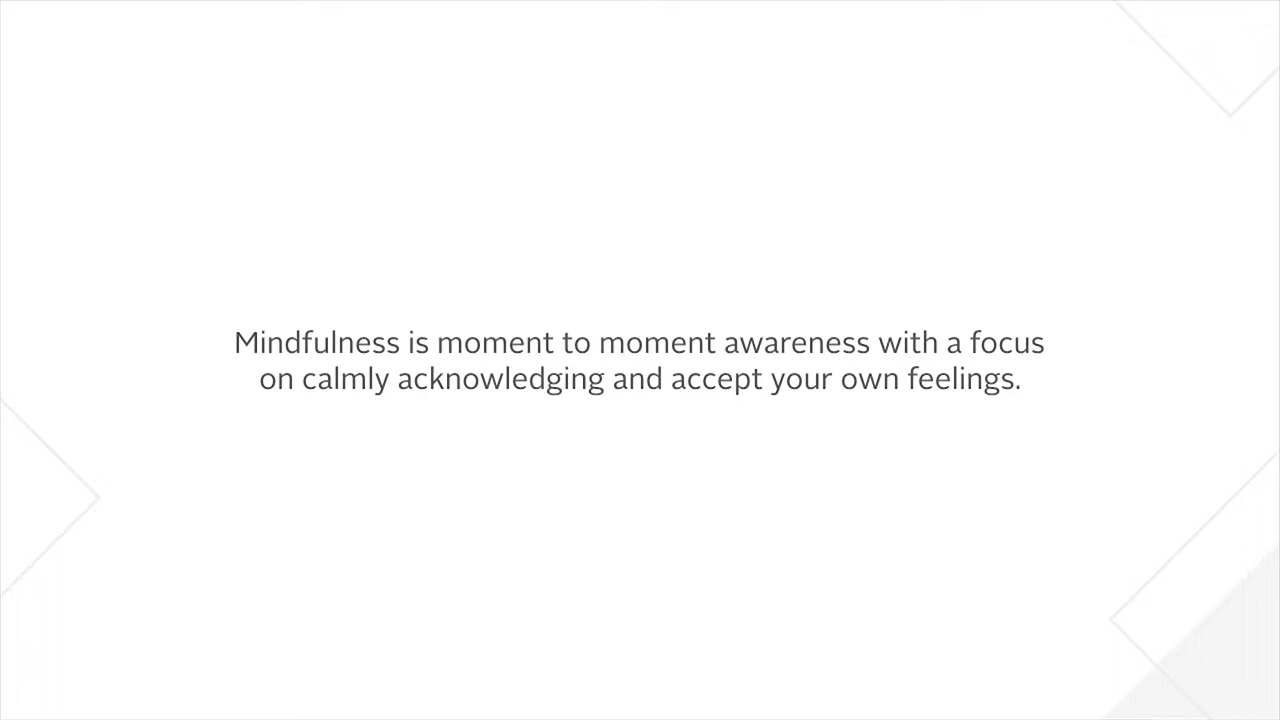 Mindfulness is moment to moment awareness with a focus
on calmly acknowledging and accept your own feelings.